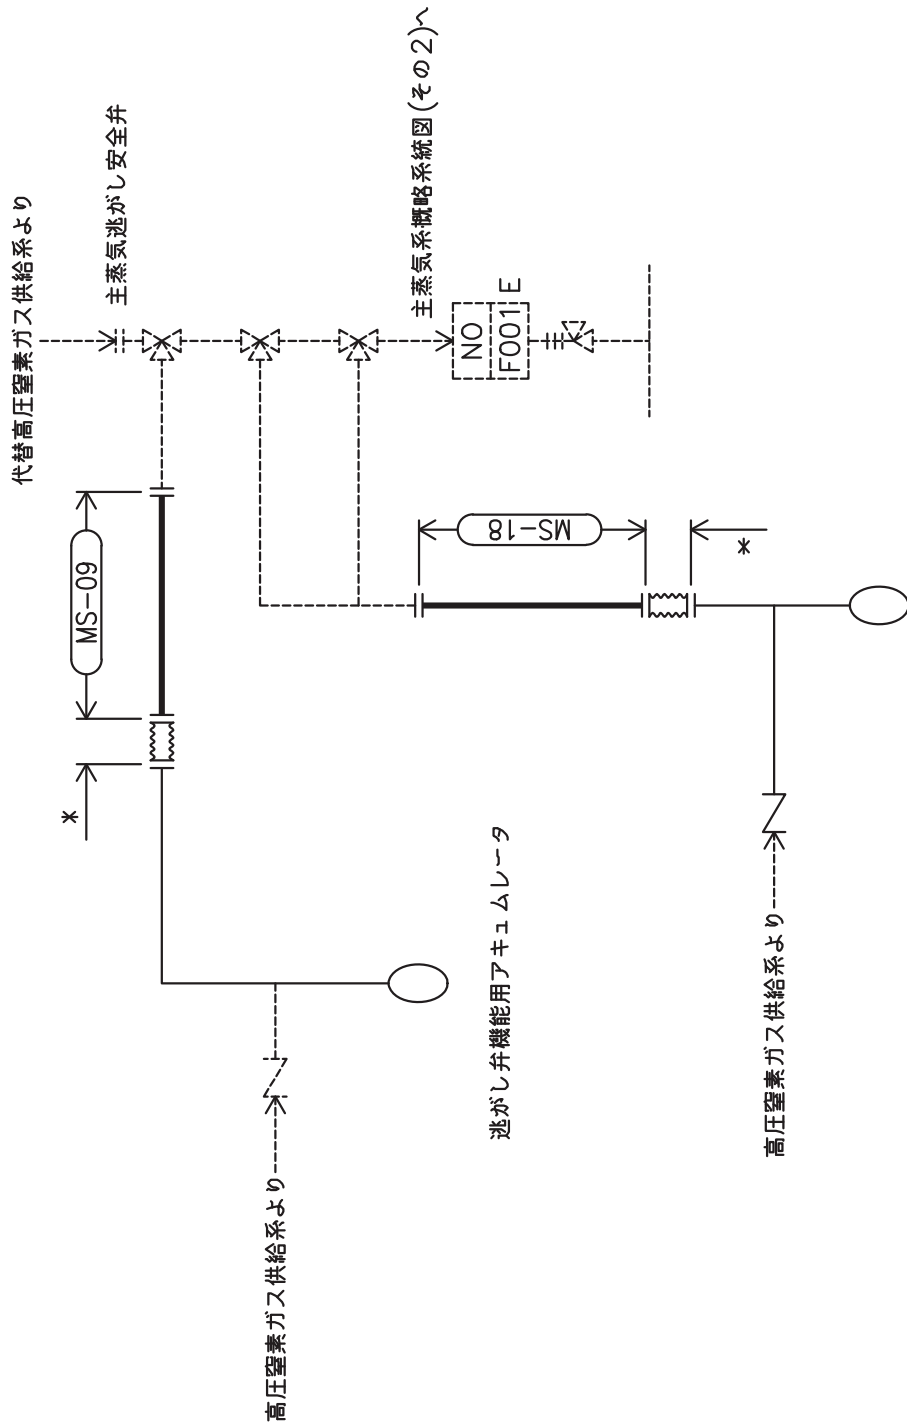 代替高圧窒素ガス供給系より
主蒸気逃がし安全弁
主蒸気系概略系統図(その2)へ
NO
F001 E
MS-09
*
MS-18
*
逃がし弁機能用アキュムレータ
高圧窒素ガス供給系より
高圧窒素ガス供給系より